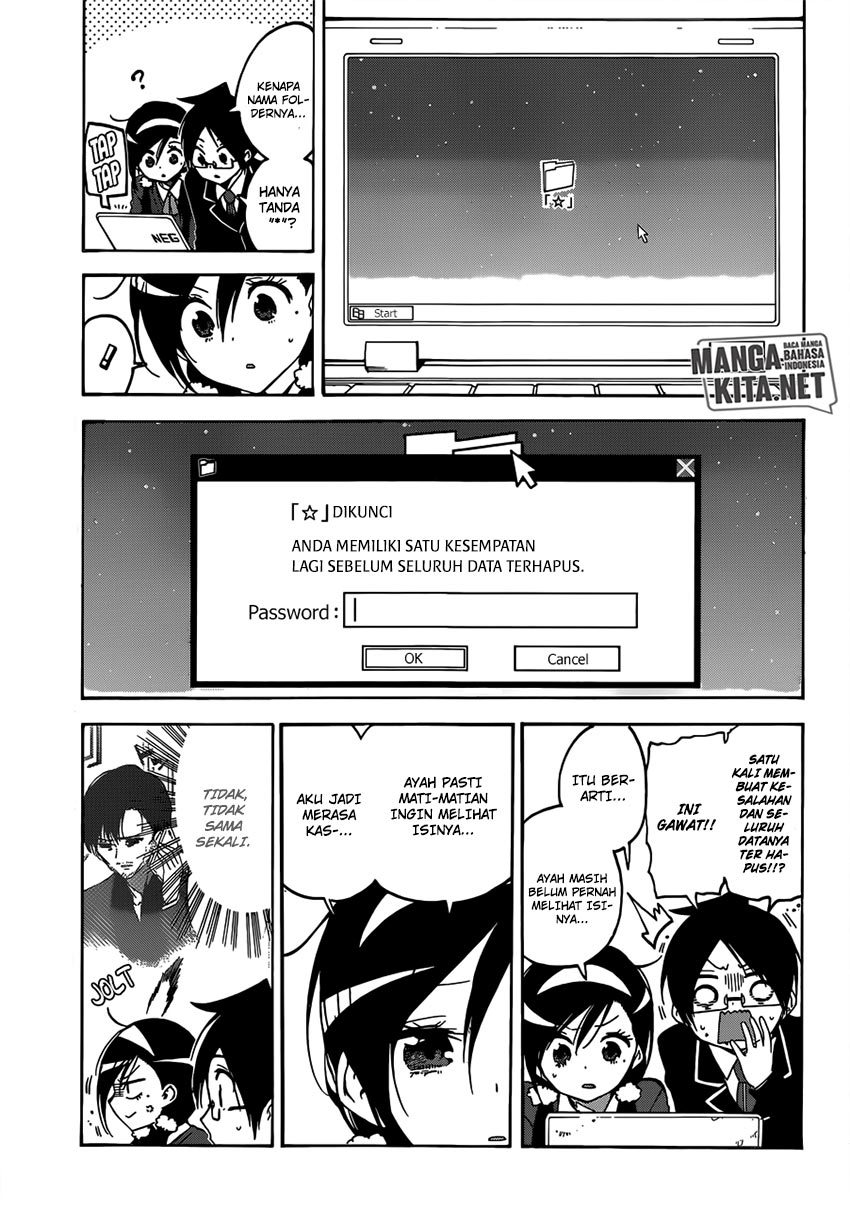 「☆」
Start
KENAPA
NAMA FOL-
DERNYA...
HANYA
TANDA
"*"?
?
TAP
TAP
NEG
!
MANGA
KITA.NET
BACA MANGA
BAHASA
INDONESIA
「☆」DIKUNCI
ANDA MEMILIKI SATU KESEMPATAN
LAGI SEBELUM SELURUH DATA TERHAPUS.
Password :
OK
Cancel
SATU
KALI MEM-
BUAT KE-
SALAHAN
DAN SE-
LURUH
DATANYA
TER HA-
PUS!!?
INI
GAWAT!!
ITU BER-
ARTI...
AYAH MASIH
BELUM PERNAH
MELIHAT ISI-
NYA...
AYAH PASTI
MATI-MATIAN
INGIN MELIHAT
ISINYA...
AKU JADI
MERASA
KAS-...
TIDAK,
TIDAK
SAMA
SEKALI.
JOLT